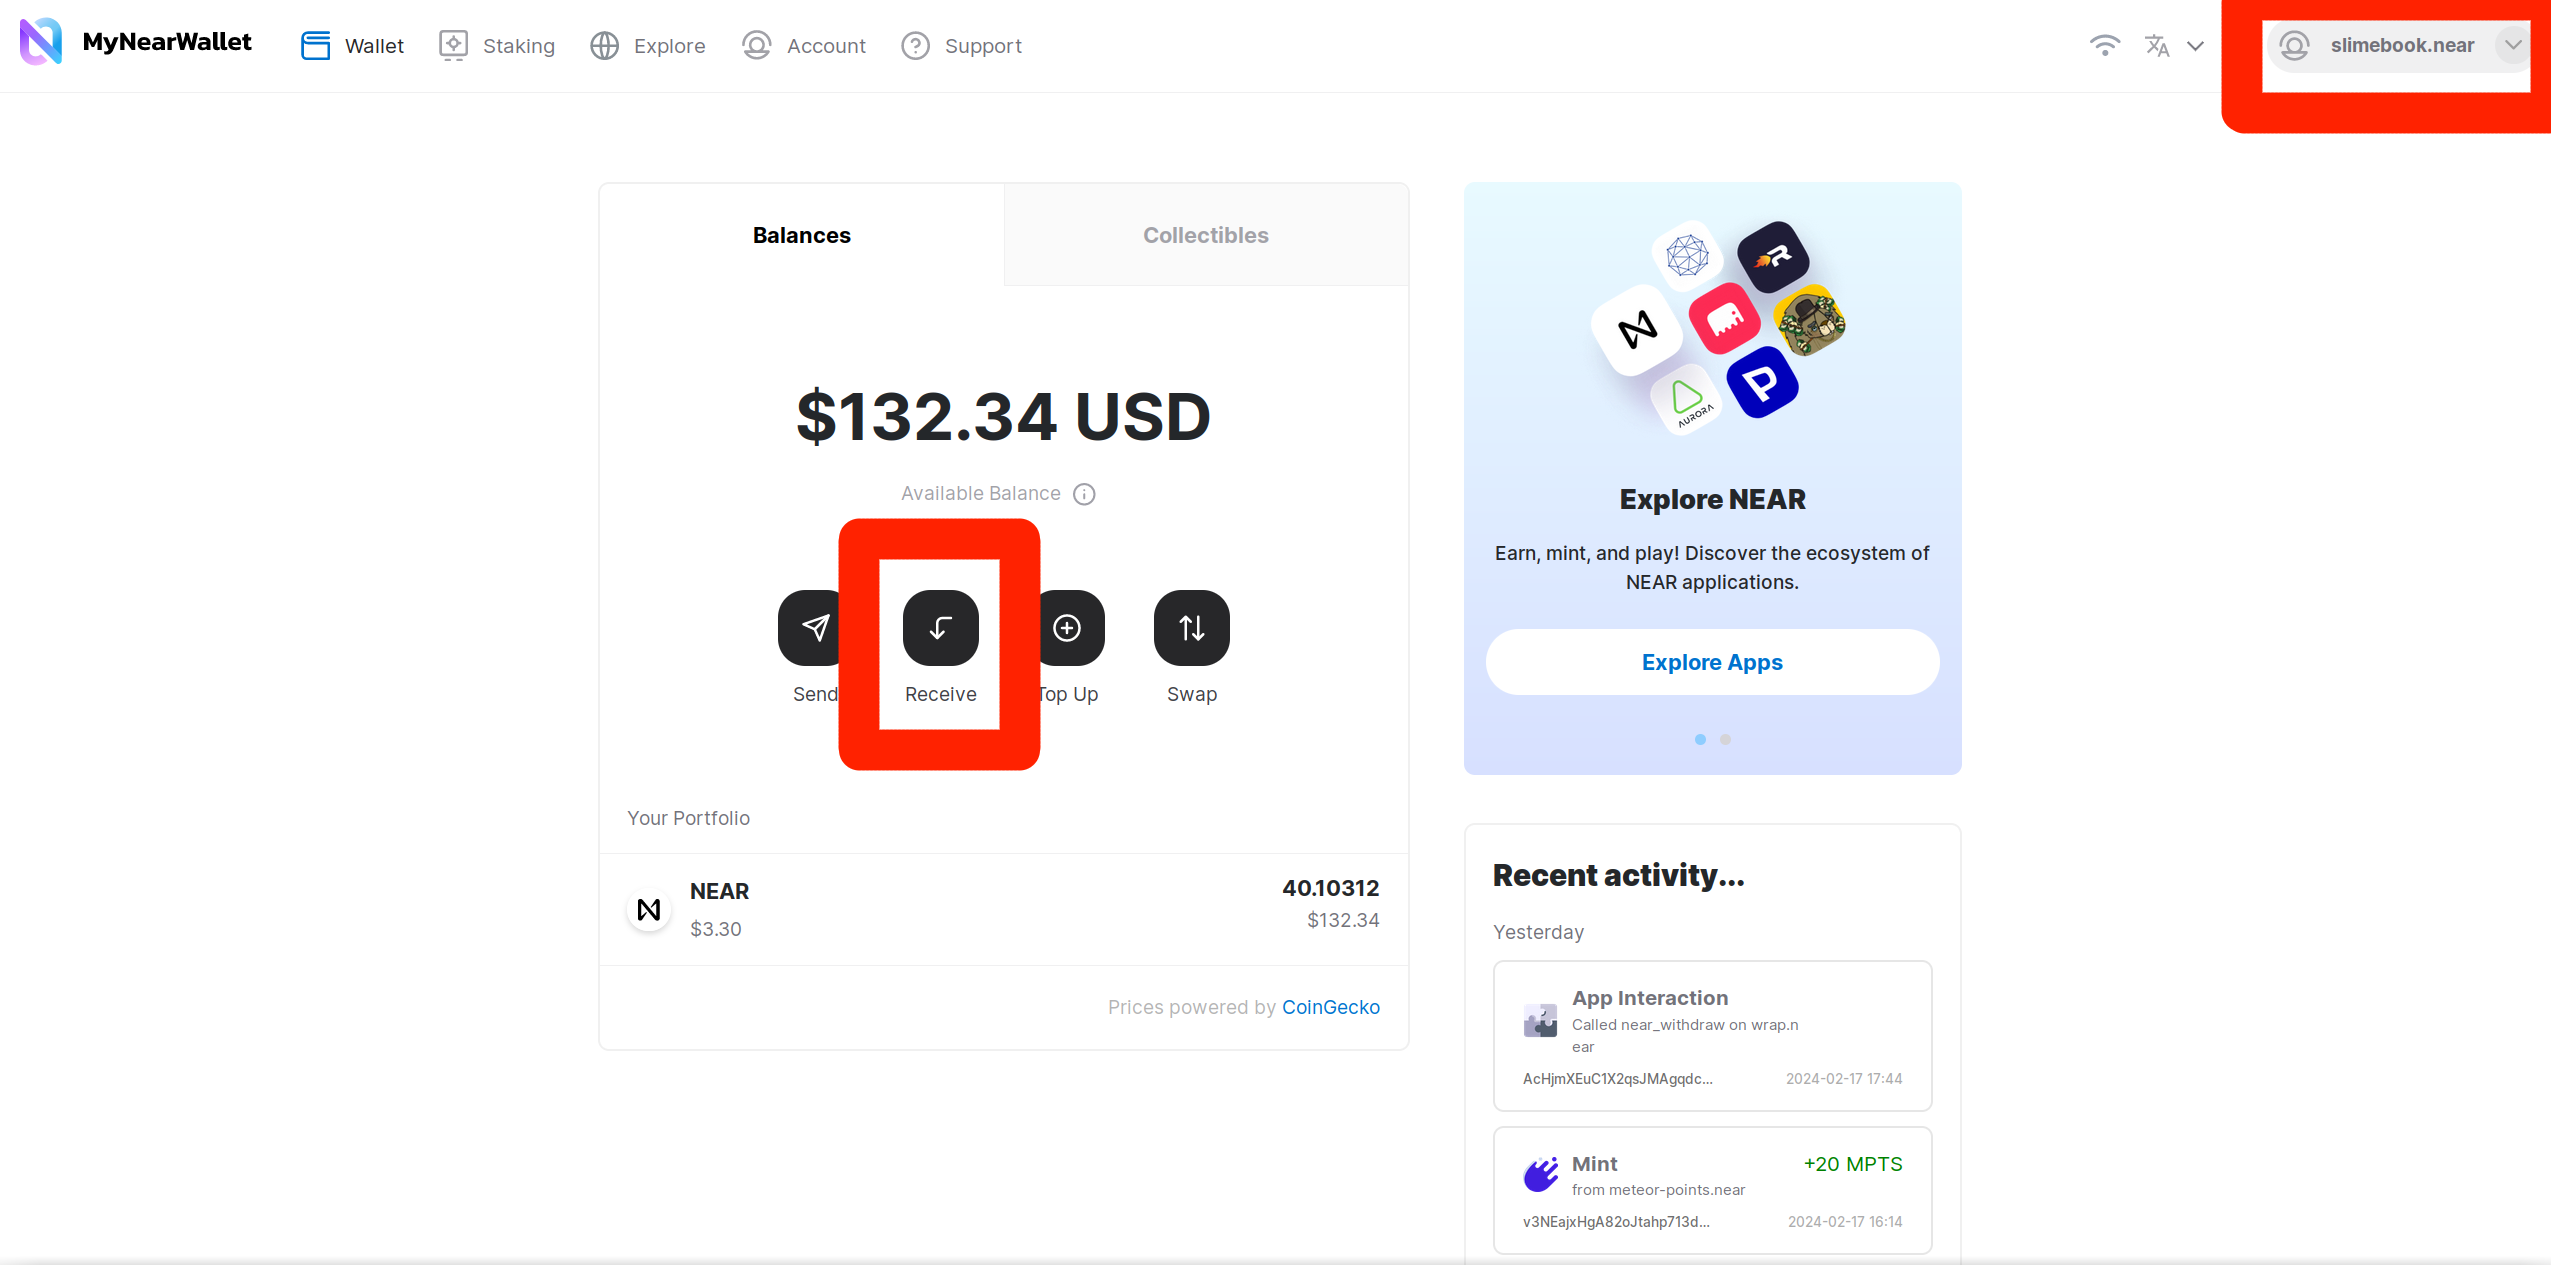 MyNearWallet
Wallet
Staking
Explore
Account
Support
slimebook.near
Balances
Collectibles
$132.34 USD
Available Balance
Send
Receive
Top Up
Swap
Your Portfolio
NEAR
40.10312
$3.30
$132.34
Prices powered by CoinGecko
AURORA
Explore NEAR
Earn, mint, and play! Discover the ecosystem of
NEAR applications.
Explore Apps
Recent activity...
Yesterday
App Interaction
Called near_withdraw on wrap.n
ear
AcHjmXEuC1X2qsJMAgqdc...
2024-02-17 17:44
Mint
+20 MPTS
from meteor-points.near
v3NEajxHgA82oJtahp713d...
2024-02-17 16:14